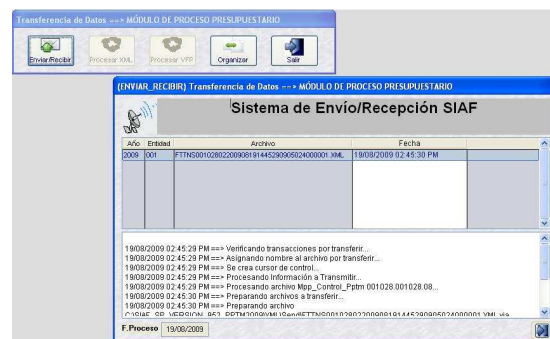 Transferencia de Datos ==> MÓDULO DE PROCESO PRESUPUESTARIO
Enviar/Recibir Procesar XML Procesar VFP Organizar Salir
(ENVIAR_RECIBIR) Transferencia de Datos ==> MÓDULO DE PROCESO PRESUPUESTARIO
Sistema de Envío/Recepción SIAF
Año Entidad Archivo Fecha
2009 001 19/08/2009 02:45:30 PM
19/08/2009 02:45:29 PM ==> Verificando transacciones por transferir...
19/08/2009 02:45:29 PM ==> Asignando nombre al archivo por transferir...
19/08/2009 02:45:29 PM ==> Se crea cursor de control...
19/08/2009 02:45:29 PM ==> Procesando Información a Transmitir...
19/08/2009 02:45:29 PM ==> Procesando archivo Mpp_Control_Pptm 001028.001028.08...
19/08/2009 02:45:30 PM ==> Preparando archivos a transferir...
19/08/2009 02:45:30 PM ==> Preparando archivo
F.Proceso 19/08/2009